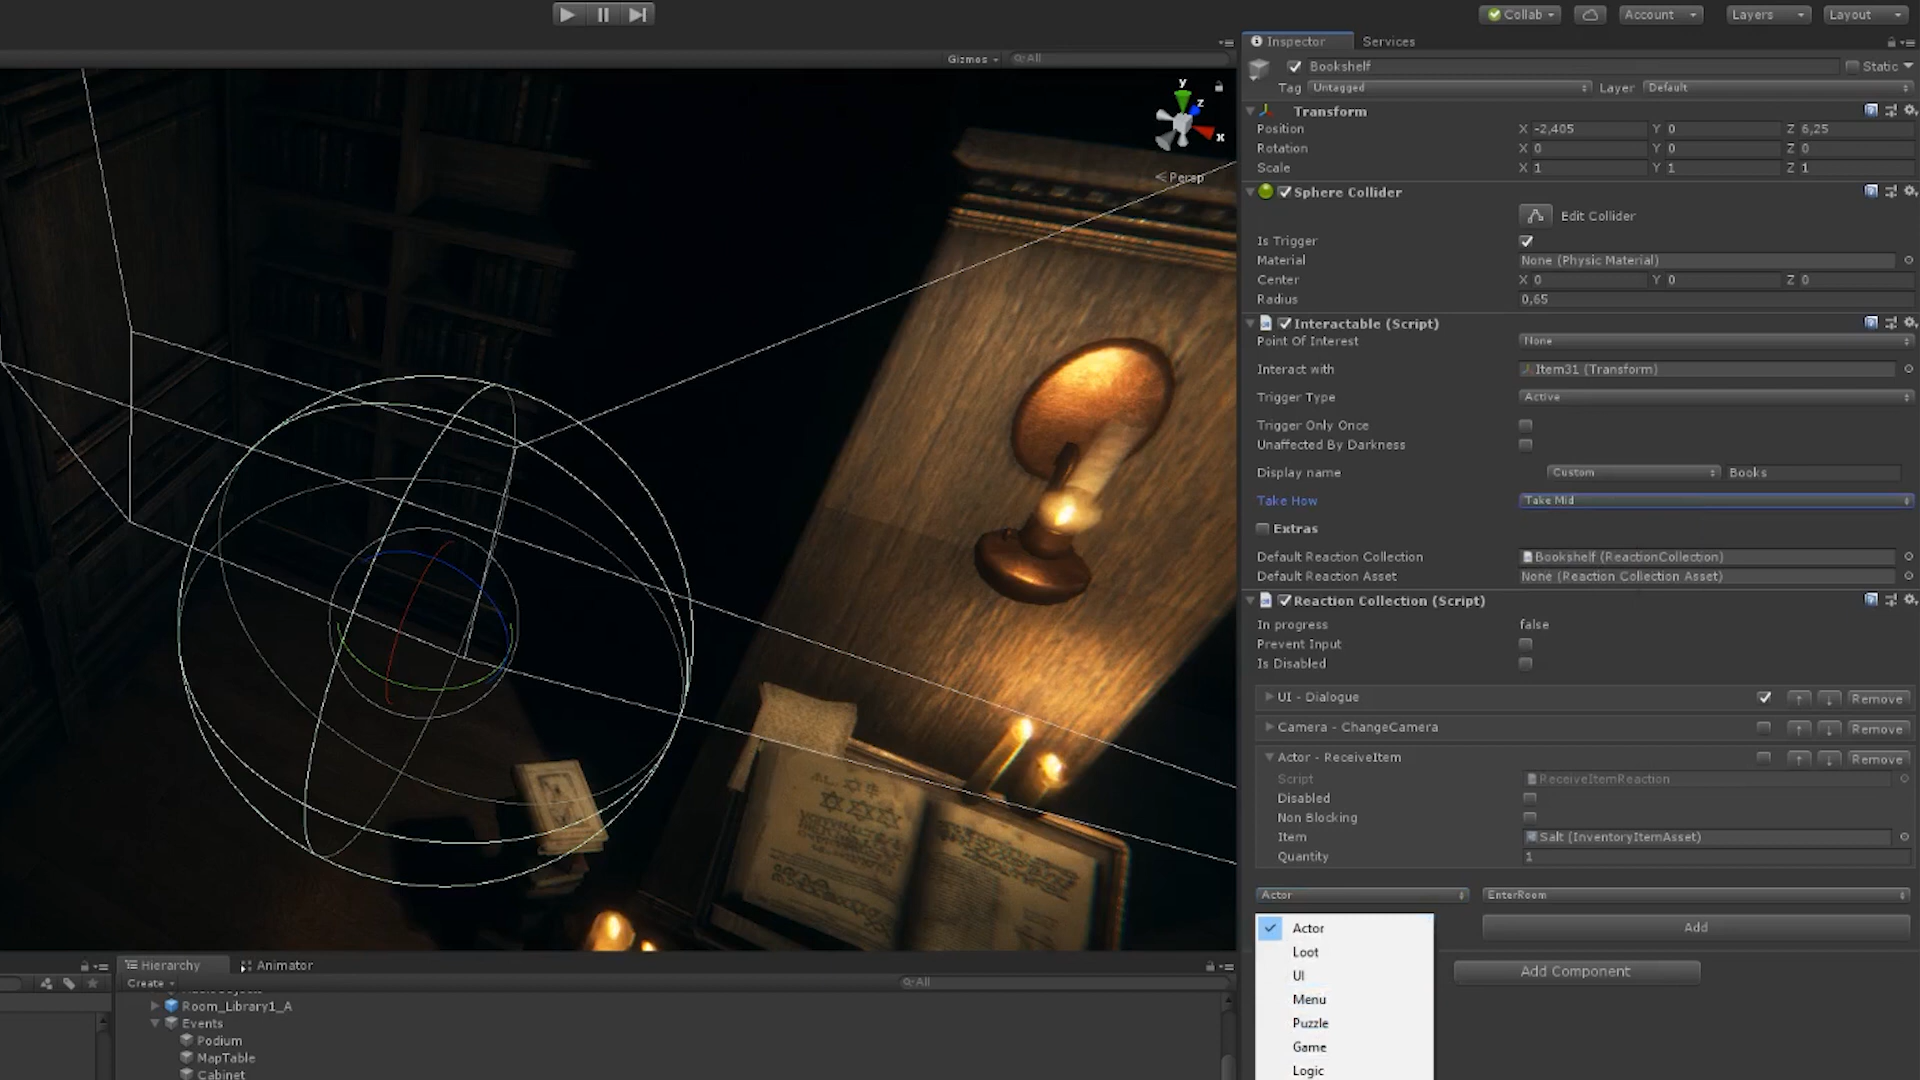 Collab
Account
Layers
Layout
Gizmos
All
Inspector
Services
Bookshelf
Static
Tag Untagged
Layer Default
Transform
Position X -2,405 Y 0 Z 6,25
Rotation X 0 Y 0 Z 0
Scale X 1 Y 1 Z 1
y
z
x
Persp
Sphere Collider
Edit Collider
Is Trigger
Material None (Physic Material)
Center X 0 Y 0 Z 0
Radius 0,65
Interactable (Script)
Point Of Interest None
Interact with Item31 (Transform)
Trigger Type Active
Trigger Only Once
Unaffected By Darkness
Display name Custom Books
Take How Take Mid
Extras
Default Reaction Collection Bookshelf (ReactionCollection)
Default Reaction Asset None (Reaction Collection Asset)
Reaction Collection (Script)
In progress false
Prevent Input
Is Disabled
UI - Dialogue Remove
Camera - ChangeCamera Remove
Actor - ReceiveItem Remove
Script ReceiveItemReaction
Disabled
Non Blocking
Item Salt (InventoryItemAsset)
Quantity 1
Actor EnterRoom
Add
Add Component
Actor
Loot
UI
Menu
Puzzle
Game
Logic
Hierarchy
Animator
Create
All
Room_Library1_A
Events
Podium
MapTable
Cabinet